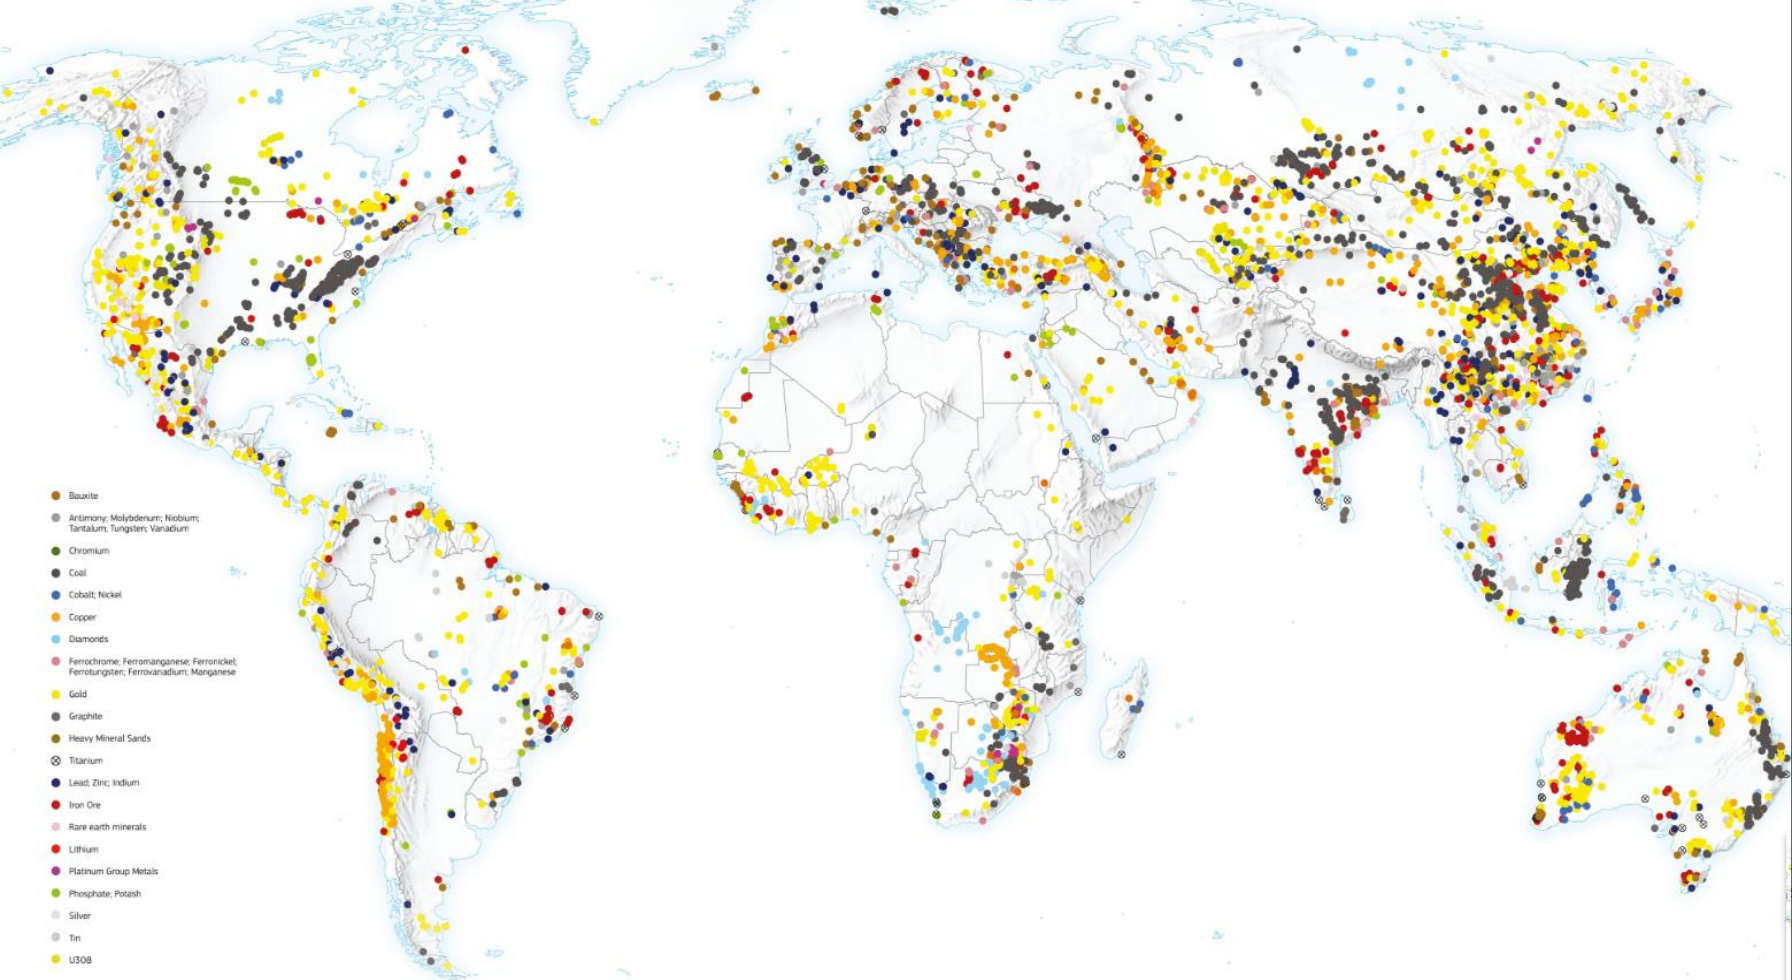 Bauxite
Antimony; Molybdenum; Niobium;
Tantalum; Tungsten; Vanadium
Chromium
Coal
Cobalt; Nickel
Copper
Diamonds
Ferrochrome; Ferromanganese; Ferronickel;
Ferrotungsten; Ferrovanadium; Manganese
Gold
Graphite
Heavy Mineral Sands
Titanium
Lead; Zinc; Indium
Iron Ore
Rare earth minerals
Lithium
Platinum Group Metals
Phosphate; Potash
Silver
Tin
U3O8